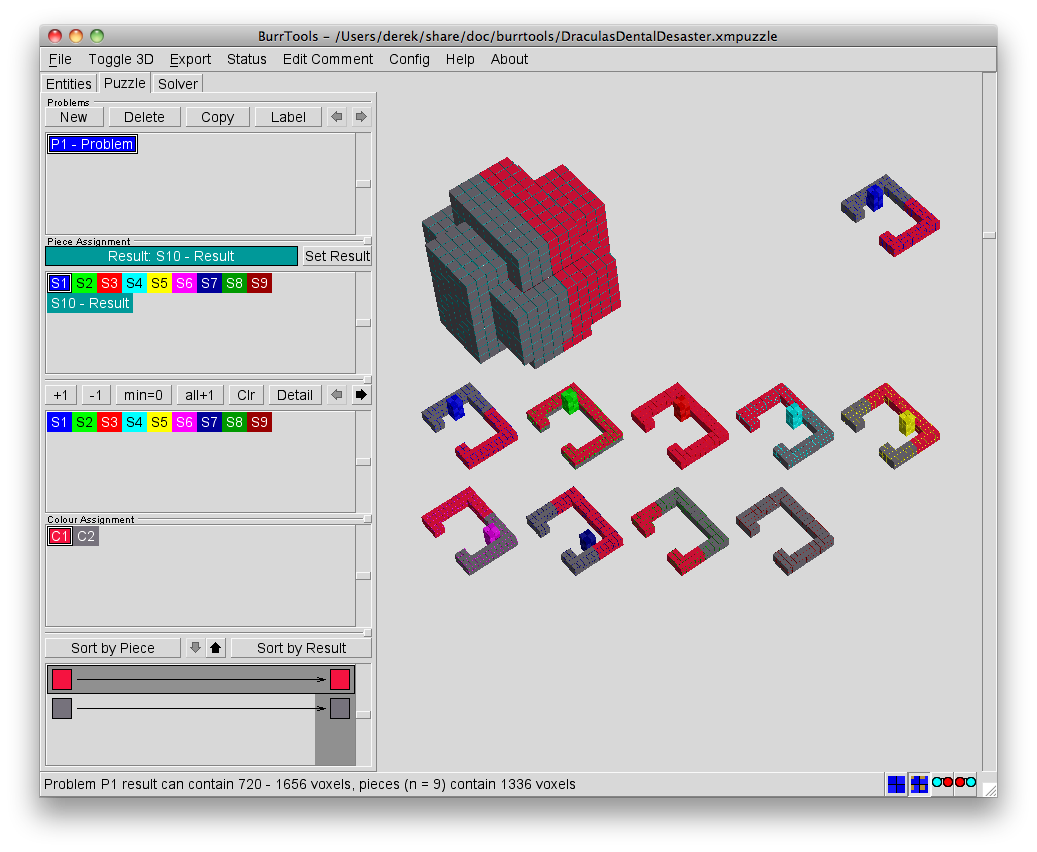 BurrTools - /Users/derek/share/doc/burrtools/DraculasDentalDesaster.xmpuzzle
File Toggle 3D Export Status Edit Comment Config Help About
Entities Puzzle Solver
Problems
New Delete Copy Label
P1 - Problem
Piece Assignment
Result: S10 - Result Set Result
S1 S2 S3 S4 S5 S6 S7 S8 S9
S10 - Result
+1 -1 min=0 all+1 Clr Detail
S1 S2 S3 S4 S5 S6 S7 S8 S9
Colour Assignment
C1 C2
Sort by Piece Sort by Result
Problem P1 result can contain 720 - 1656 voxels, pieces (n = 9) contain 1336 voxels